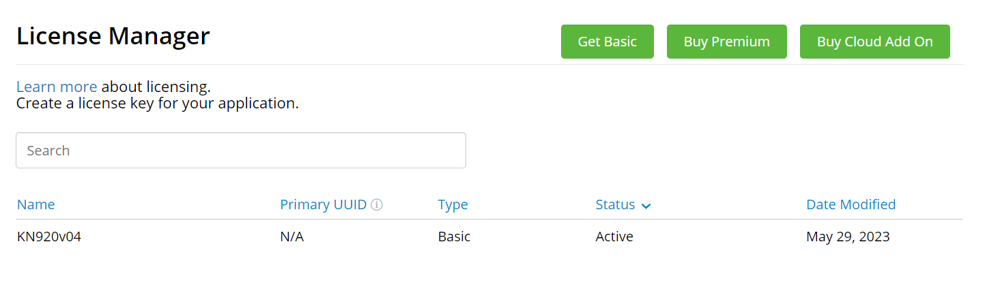 License Manager
Get Basic
Buy Premium
Buy Cloud Add On
Learn more about licensing.
Create a license key for your application.
Search
Name Primary UUID Type Status Date Modified
KN920v04 N/A Basic Active May 29, 2023